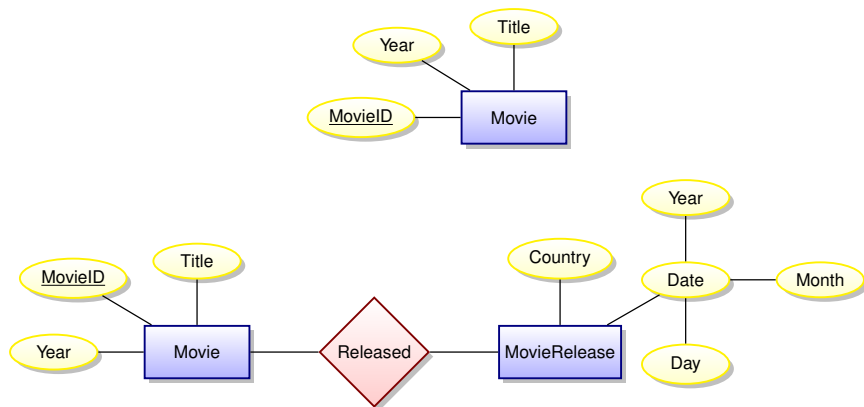 Title
Year
MovieID
Movie
Year
Country
MovieID
Title
Date
Month
Year
Movie
Released
MovieRelease
Day